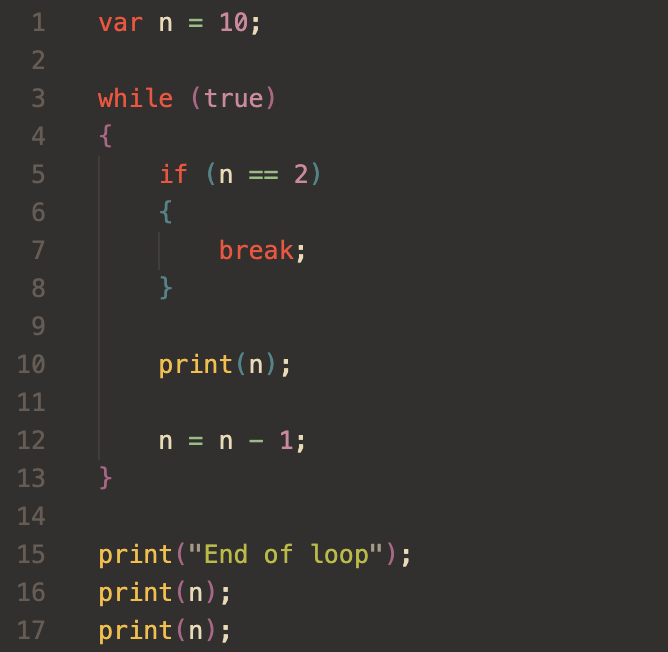 1 var n = 10;
2
3 while (true)
4 {
5     if (n == 2)
6     {
7         break;
8     }
9
10     print(n);
11
12     n = n - 1;
13 }
14
15 print("End of loop");
16 print(n);
17 print(n);